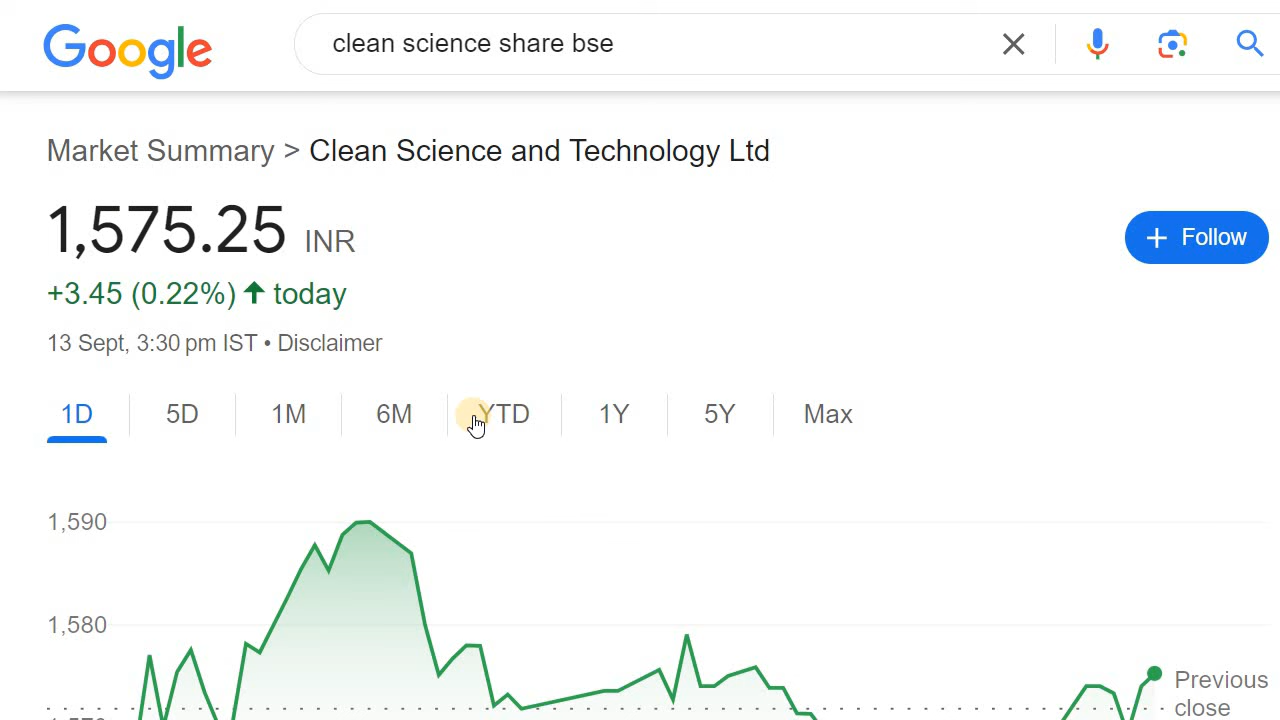 Google
clean science share bse
Market Summary > Clean Science and Technology Ltd
1,575.25 INR
+ Follow
+3.45 (0.22%) ↑ today
13 Sept, 3:30 pm IST • Disclaimer
1D 5D 1M 6M YTD 1Y 5Y Max
1,590
1,580
Previous
close